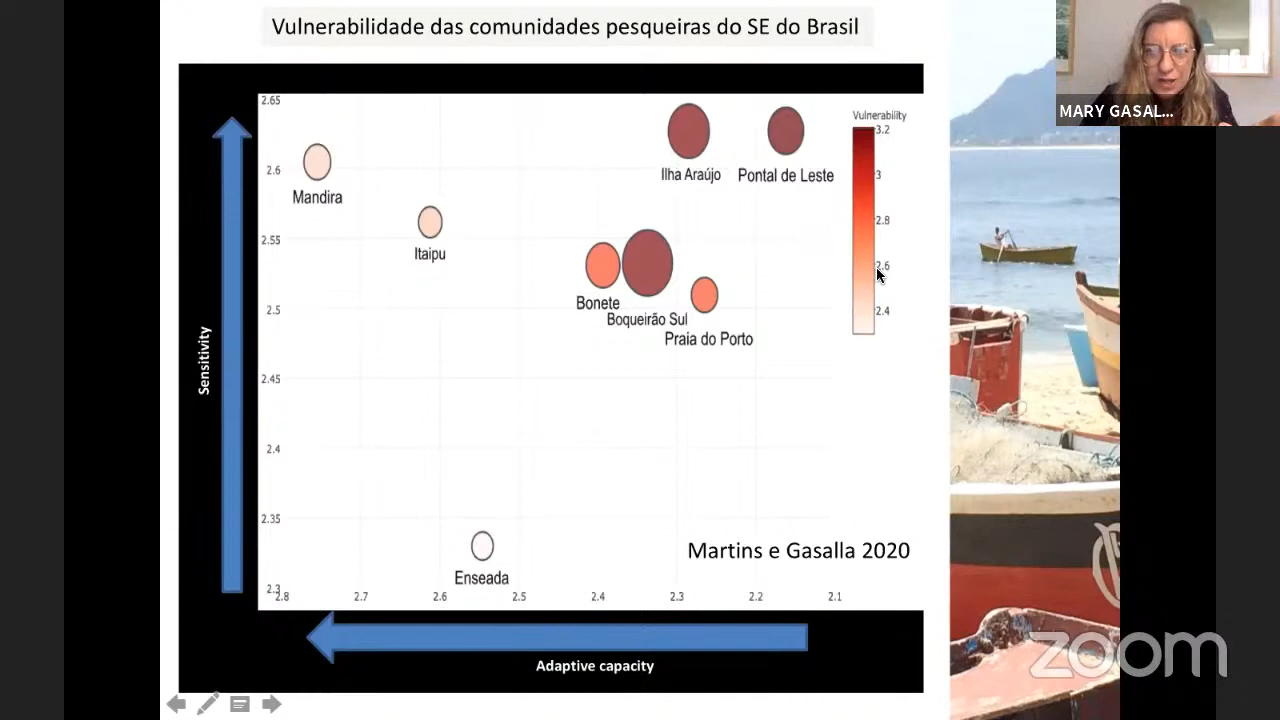 Vulnerabilidade das comunidades pesqueiras do SE do Brasil
MARY GASAL...
2.65
2.6
2.55
2.5
2.45
2.4
2.35
2.3
2.8
2.7
2.6
2.5
2.4
2.3
2.2
2.1
Sensitivity
Adaptive capacity
Mandira
Itaipu
Ilha Araújo
Pontal de Leste
Bonete
Boqueirão Sul
Praia do Porto
Enseada
Vulnerability
3.2
3
2.8
2.6
2.4
Martins e Gasalla 2020
zoom